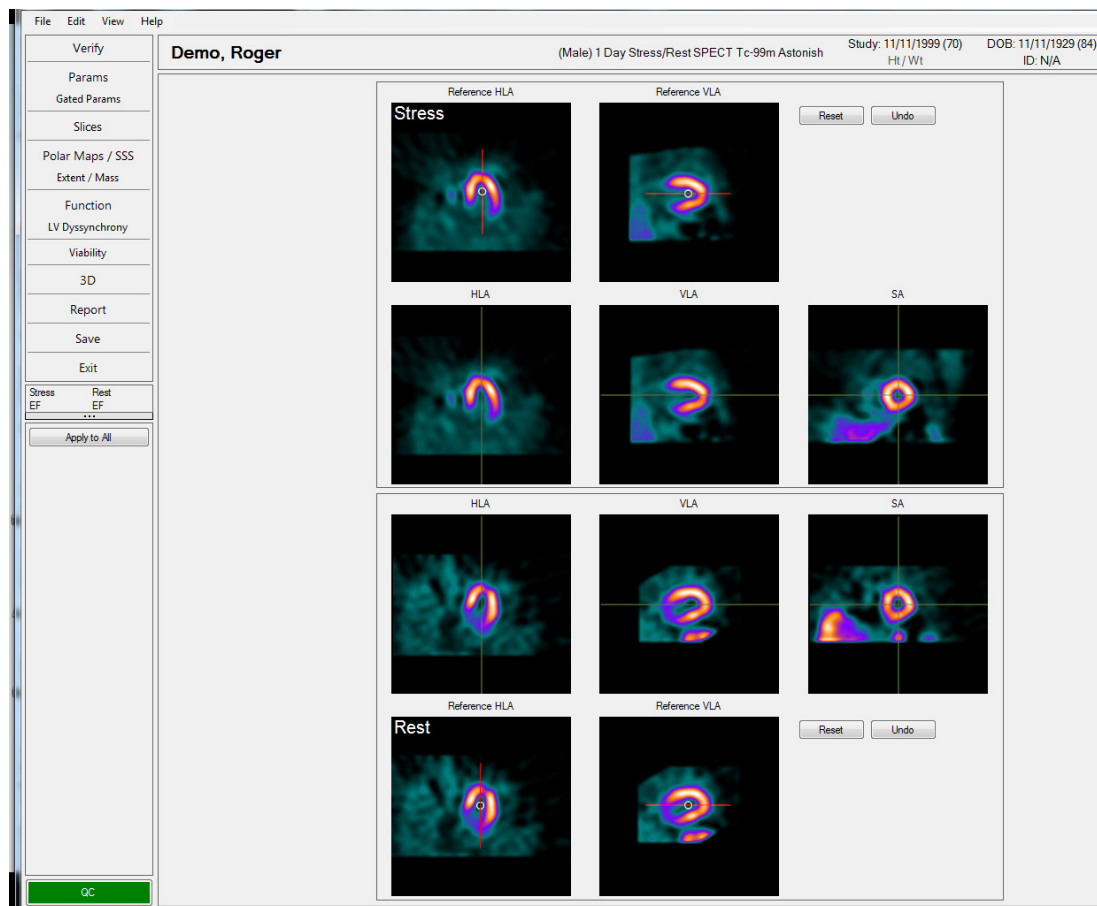 File Edit View Help
Verify
Params
Gated Params
Slices
Polar Maps / SSS
Extent / Mass
Function
LV Dyssynchrony
Viability
3D
Report
Save
Exit
Stress Rest
EF EF
...
Apply to All
QC
Demo, Roger
(Male) 1 Day Stress/Rest SPECT Tc-99m Astonish
Study: 11/11/1999 (70)
Ht / Wt
DOB: 11/11/1929 (84)
ID: N/A
Reference HLA Reference VLA
Stress
Reset Undo
HLA VLA SA
HLA VLA SA
Reference HLA Reference VLA
Rest
Reset Undo